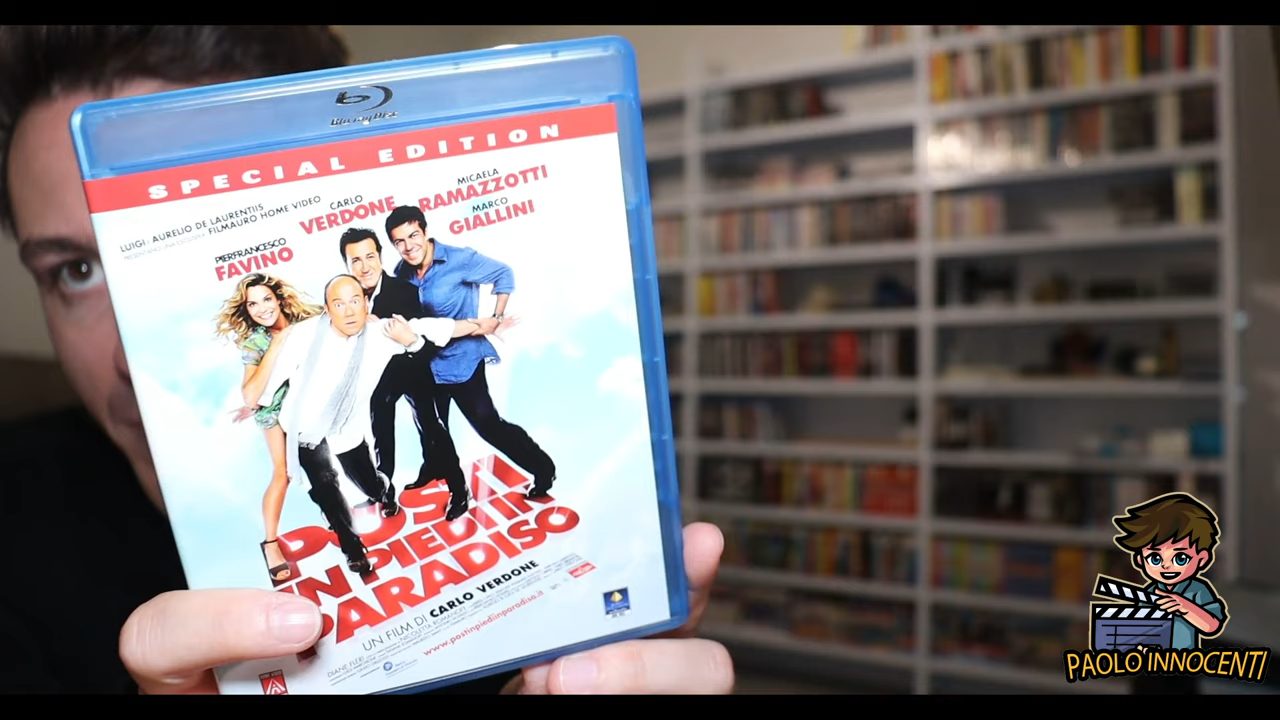 Blu-ray Disc
SPECIAL EDITION
LUIGI E AURELIO DE LAURENTIIS
FILMAURO HOME VIDEO
PIERFRANCESCO
FAVINO
CARLO
VERDONE
MICAELA
RAMAZZOTTI
MARCO
GIALLINI
POSTI
IN PIEDI IN
PARADISO
UN FILM DI CARLO VERDONE
www.postinpiediinparadiso.it
PAOLO INNOCENTI